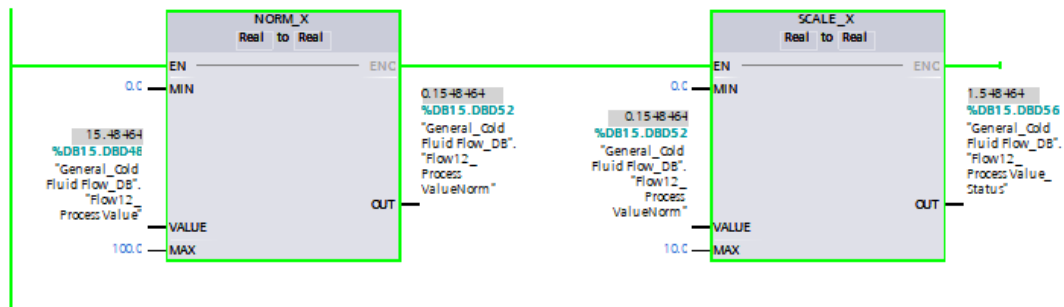 NORM_X
Real to Real
EN
ENO
0.0
MIN
15.48464
%DB15.DBD48
"General_Cold
Fluid Flow_DB".
"Flow12_
Process Value"
VALUE
100.0
MAX
0.1548464
%DB15.DBD52
"General_Cold
Fluid Flow_DB".
"Flow12_
Process
ValueNorm"
OUT
SCALE_X
Real to Real
EN
ENO
0.0
MIN
0.1548464
%DB15.DBD52
"General_Cold
Fluid Flow_DB".
"Flow12_
Process
ValueNorm"
VALUE
10.0
MAX
1.548464
%DB15.DBD56
"General_Cold
Fluid Flow_DB".
"Flow12_
Process Value_
Status"
OUT